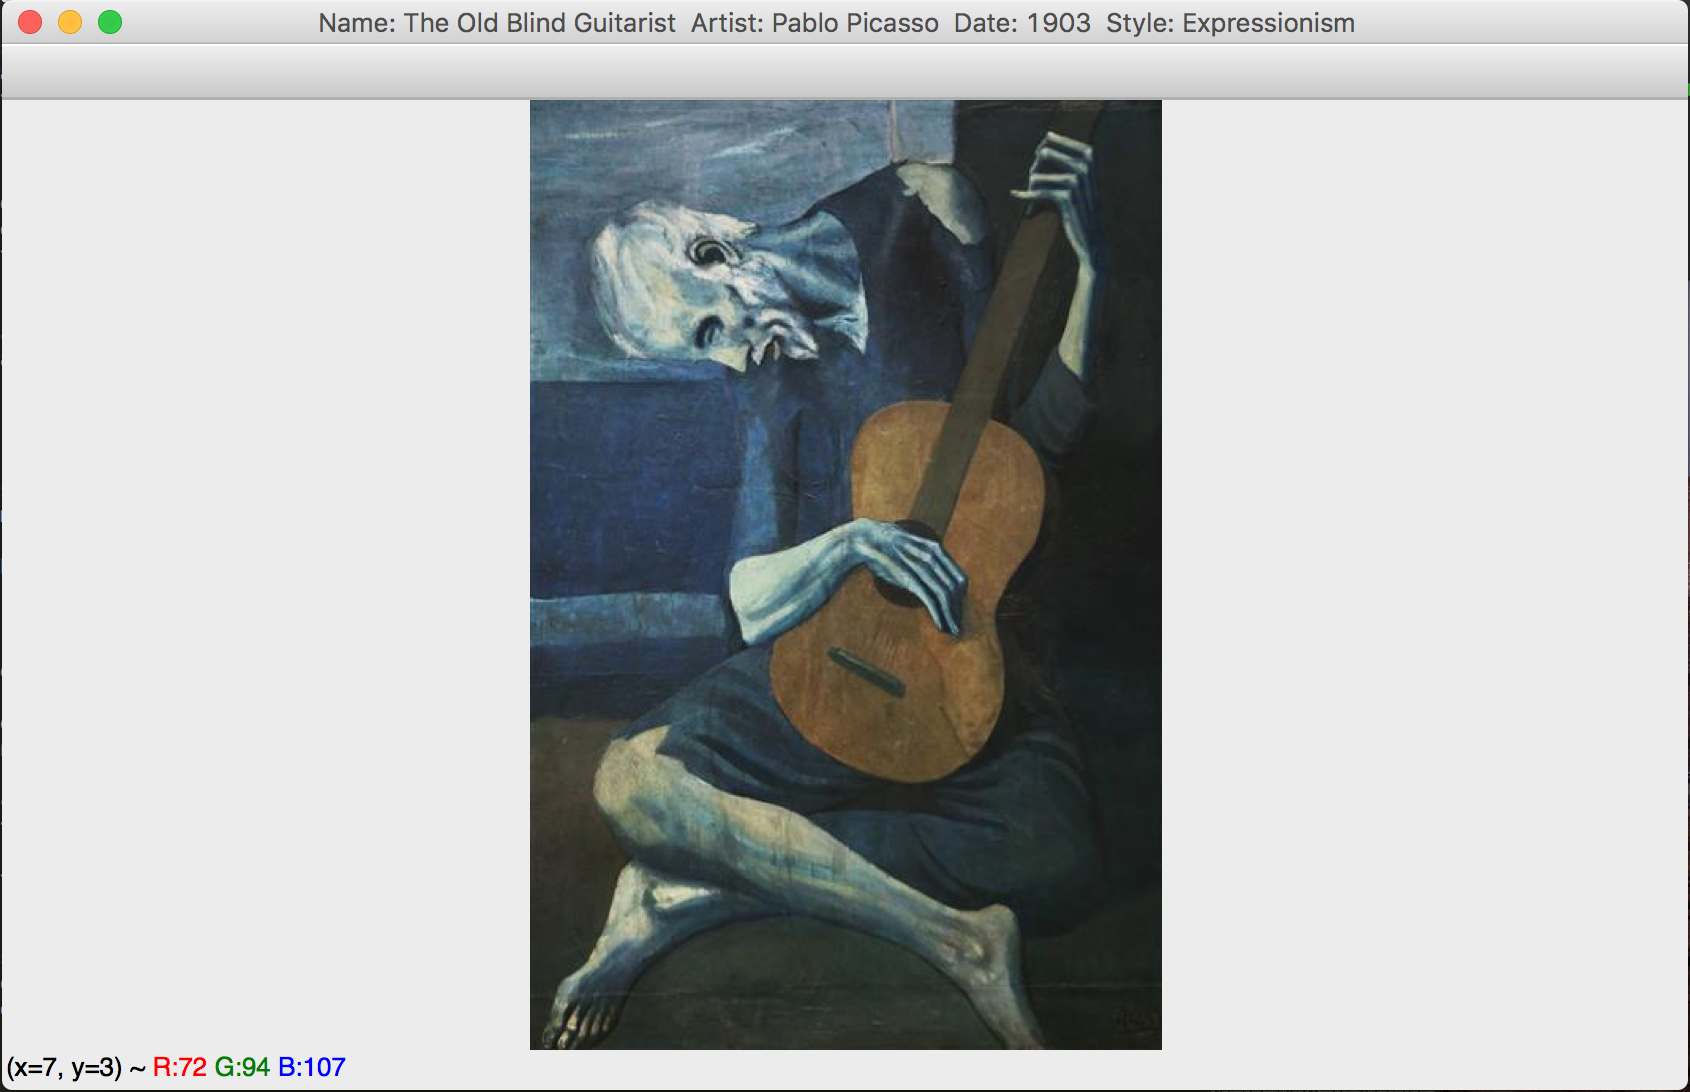 Name: The Old Blind Guitarist  Artist: Pablo Picasso  Date: 1903  Style: Expressionism
(x=7, y=3) ~ R:72 G:94 B:107